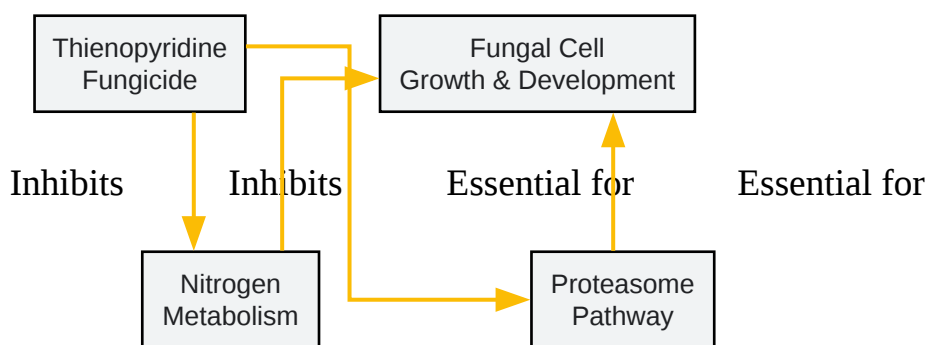 Thienopyridine
Fungicide
Fungal Cell
Growth & Development
Inhibits
Inhibits
Essential for
Essential for
Nitrogen
Metabolism
Proteasome
Pathway